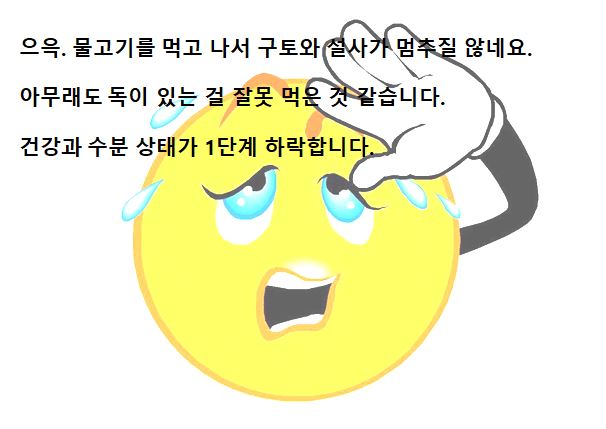 으윽. 물고기를 먹고 나서 구토와 설사가 멈추질 않네요.
아무래도 독이 있는 걸 잘못 먹은 것 같습니다.
건강과 수분 상태가 1단계 하락합니다.